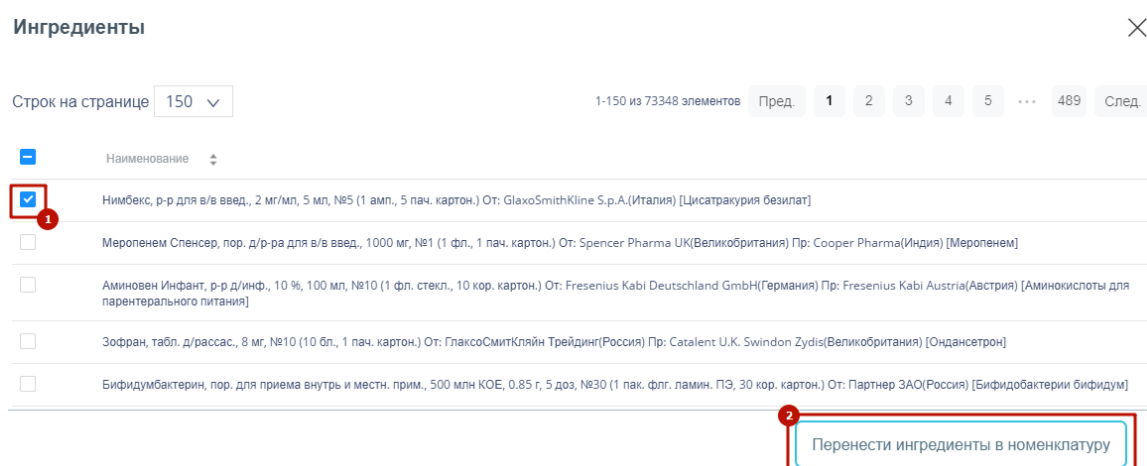 Ингредиенты
Строк на странице 150
1-150 из 73348 элементов Пред. 1 2 3 4 5 ... 489 След.
Наименование
1
Нимбекс, р-р для в/в введ., 2 мг/мл, 5 мл, №5 (1 амп., 5 пач. картон.) От: GlaxoSmithKline S.p.A.(Италия) [Цисатракурия безилат]
Меропенем Спенсер, пор. д/р-ра для в/в введ., 1000 мг, №1 (1 фл., 1 пач. картон.) От: Spencer Pharma UK(Великобритания) Пр: Cooper Pharma(Индия) [Меропенем]
Аминовен Инфант, р-р д/инф., 10 %, 100 мл, №10 (1 фл. стекл., 10 кор. картон.) От: Fresenius Kabi Deutschland GmbH(Германия) Пр: Fresenius Kabi Austria(Австрия) [Аминокислоты для
парентерального питания]
Зофран, табл. д/рассас., 8 мг, №10 (10 бл., 1 пач. картон.) От: ГлаксоСмитКляйн Трейдинг(Россия) Пр: Catalent U.K. Swindon Zydis(Великобритания) [Ондансетрон]
Бифидумбактерин, пор. для приема внутрь и местн. прим., 500 млн КОЕ, 0.85 г, 5 доз, №30 (1 пак. флг. ламин. ПЭ, 30 кор. картон.) От: Партнер ЗАО(Россия) [Бифидобактерии бифидум]
2
Перенести ингредиенты в номенклатуру